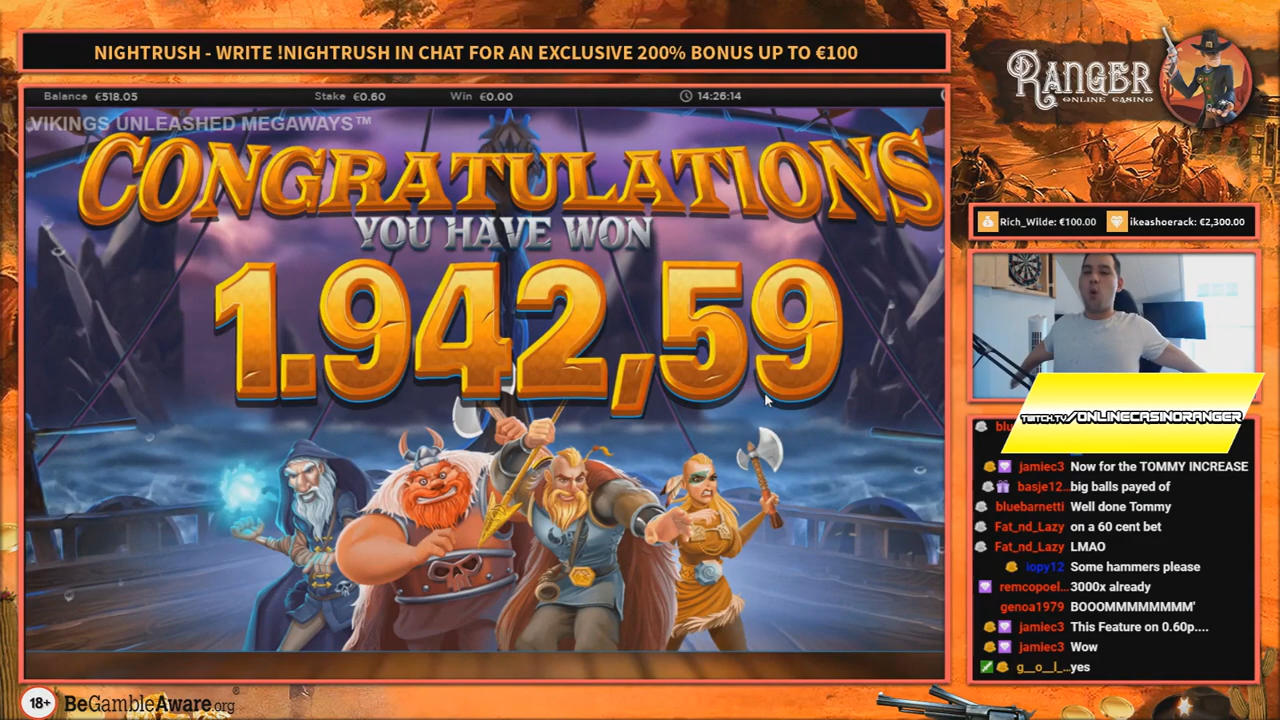 NIGHTRUSH - WRITE !NIGHTRUSH IN CHAT FOR AN EXCLUSIVE 200% BONUS UP TO €100
RANGER
ONLINE CASINO
Balance €518.05 Stake €0.60 Win €0.00 14:26:14
VIKINGS UNLEASHED MEGAWAYS™
CONGRATULATIONS
YOU HAVE WON
1.942,59
Rich_Wilde: €100.00 ikeashoerack: €2,300.00
TWITCH.TV/ONLINECASINORANGER
blu
jamiec3 Now for the TOMMY INCREASE
basje12... big balls payed of
bluebarnetti Well done Tommy
Fat_nd_Lazy on a 60 cent bet
Fat_nd_Lazy LMAO
iopy12 Some hammers please
remcopoel... 3000x already
genoa1979 BOOOMMMMMMMM'
jamiec3 This Feature on 0.60p....
jamiec3 Wow
g__o__l_... yes
18+ BeGambleAware.org®